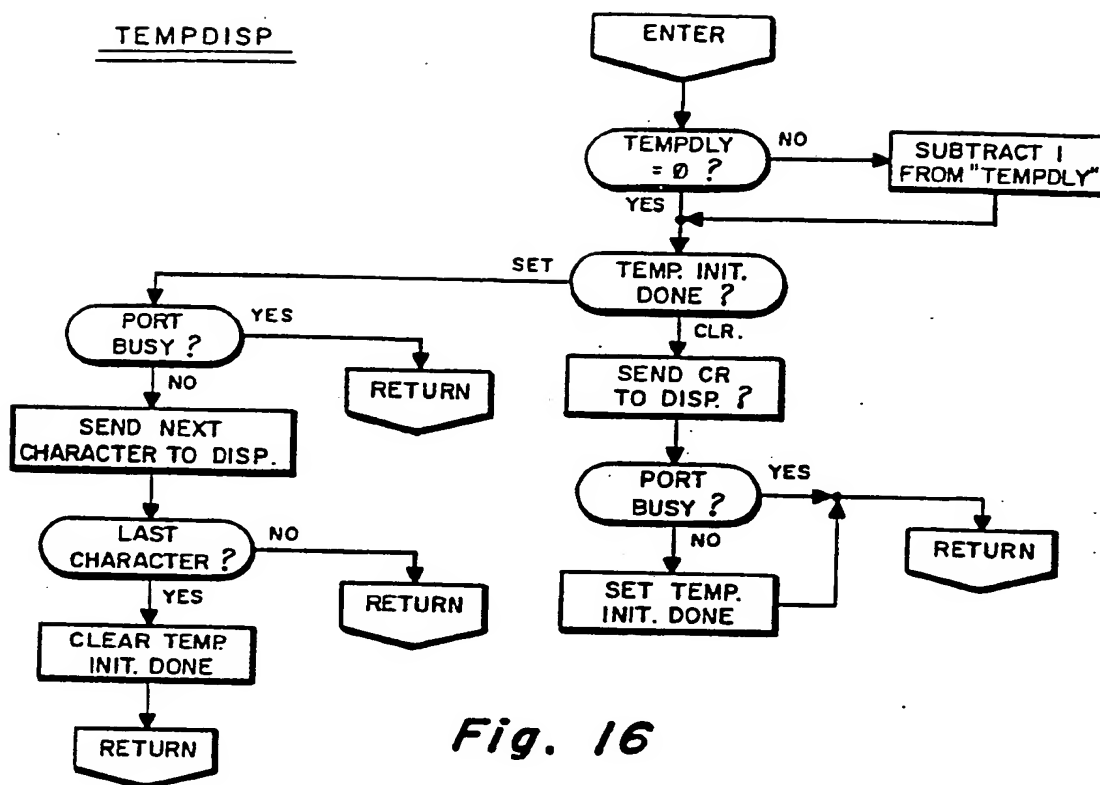 TEMPDISP
ENTER
TEMPDLY
= Ø ?
NO
SUBTRACT 1
FROM "TEMPDLY"
YES
TEMP. INIT.
DONE ?
SET
CLR.
PORT
BUSY ?
YES
RETURN
NO
SEND NEXT
CHARACTER TO DISP.
LAST
CHARACTER ?
NO
RETURN
YES
CLEAR TEMP.
INIT. DONE
RETURN
SEND CR
TO DISP. ?
PORT
BUSY ?
YES
RETURN
NO
SET TEMP.
INIT. DONE
Fig. 16